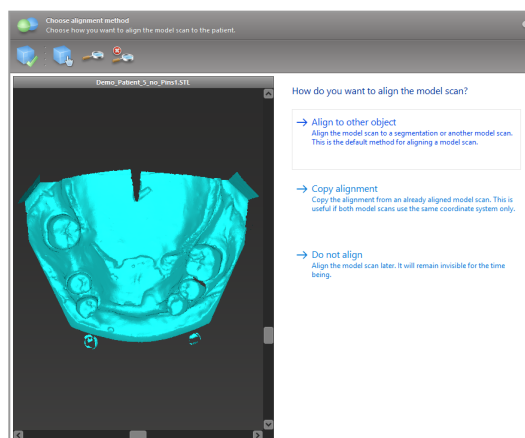 Choose alignment method
Choose how you want to align the model scan to the patient.
Demo_Patient_5_no_Pins1.STL
How do you want to align the model scan?
Align to other object
Align the model scan to a segmentation or another model scan.
This is the default method for aligning a model scan.
Copy alignment
Copy the alignment from an already aligned model scan. This is
useful if both model scans use the same coordinate system only.
Do not align
Align the model scan later. It will remain invisible for the time
being.